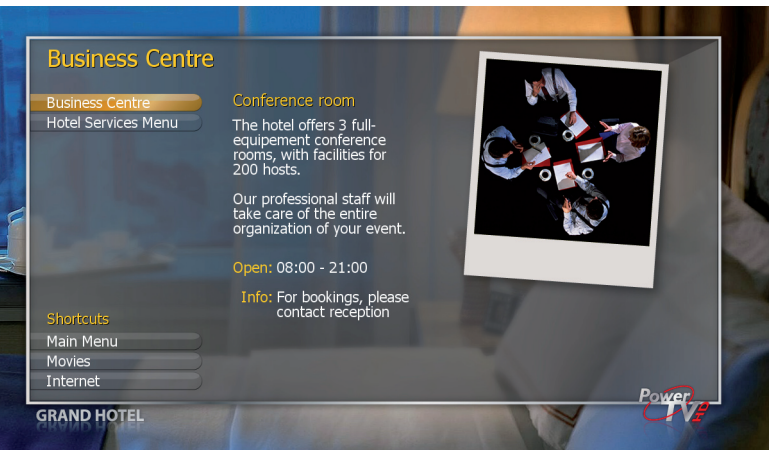 Business Centre
Business Centre
Hotel Services Menu
Conference room
The hotel offers 3 full-
equipement conference
rooms, with facilities for
200 hosts.
Our professional staff will
take care of the entire
organization of your event.
Open: 08:00 - 21:00
Info: For bookings, please
contact reception
Shortcuts
Main Menu
Movies
Internet
GRAND HOTEL
Power
TV HD